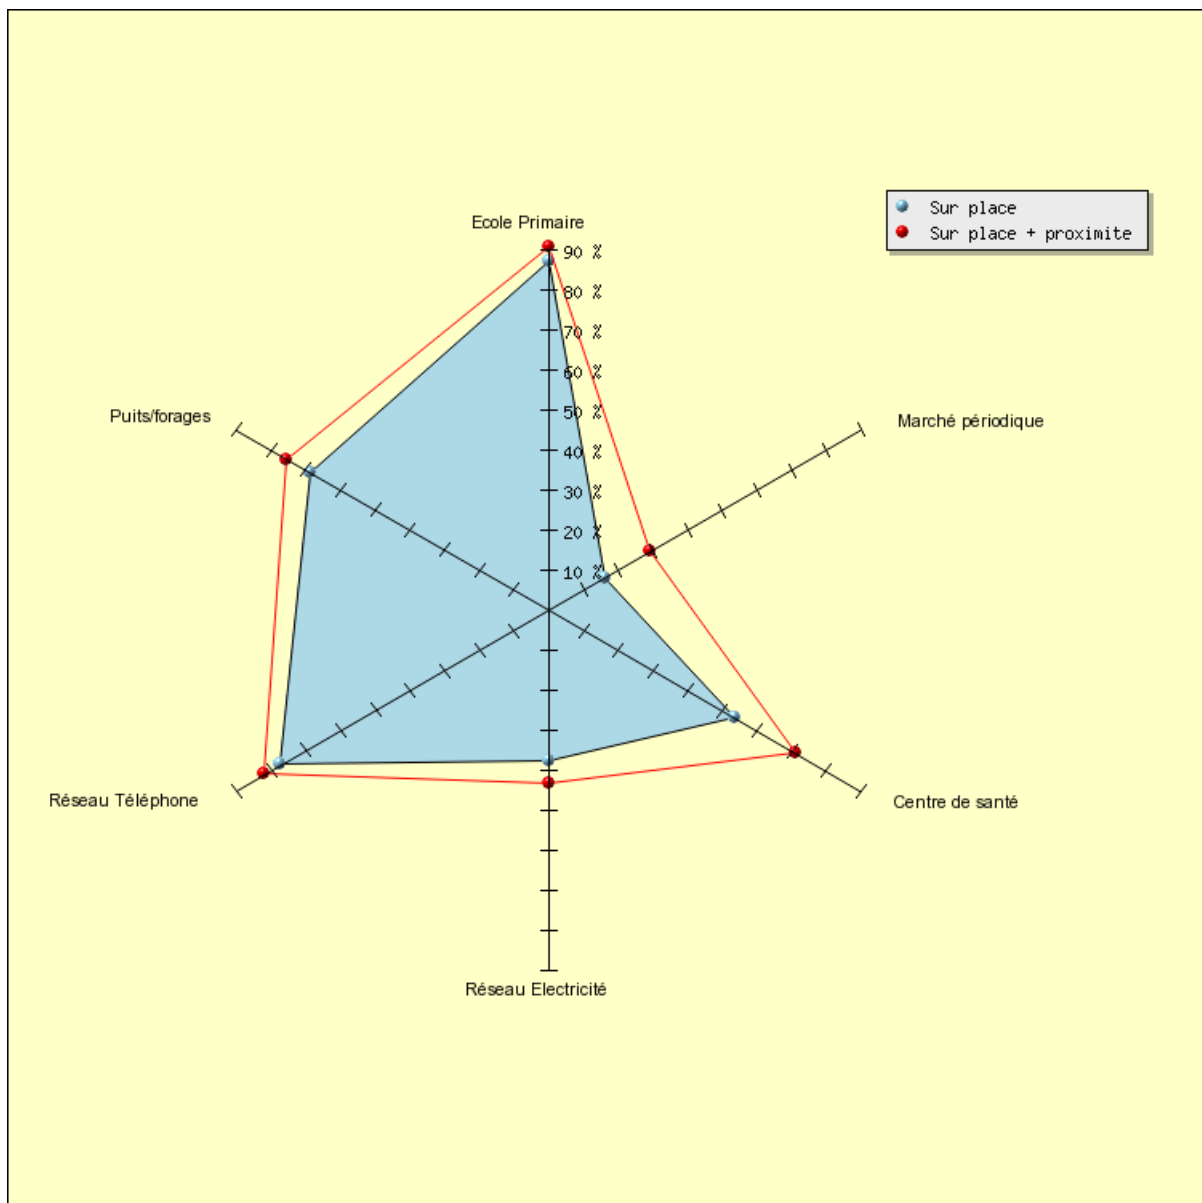 Sur place
Sur place + proximite
Ecole Primaire
90 %
80 %
70 %
60 %
50 %
40 %
30 %
20 %
10 %
Puits/forages
Marché périodique
Réseau Téléphone
Centre de santé
Réseau Electricité